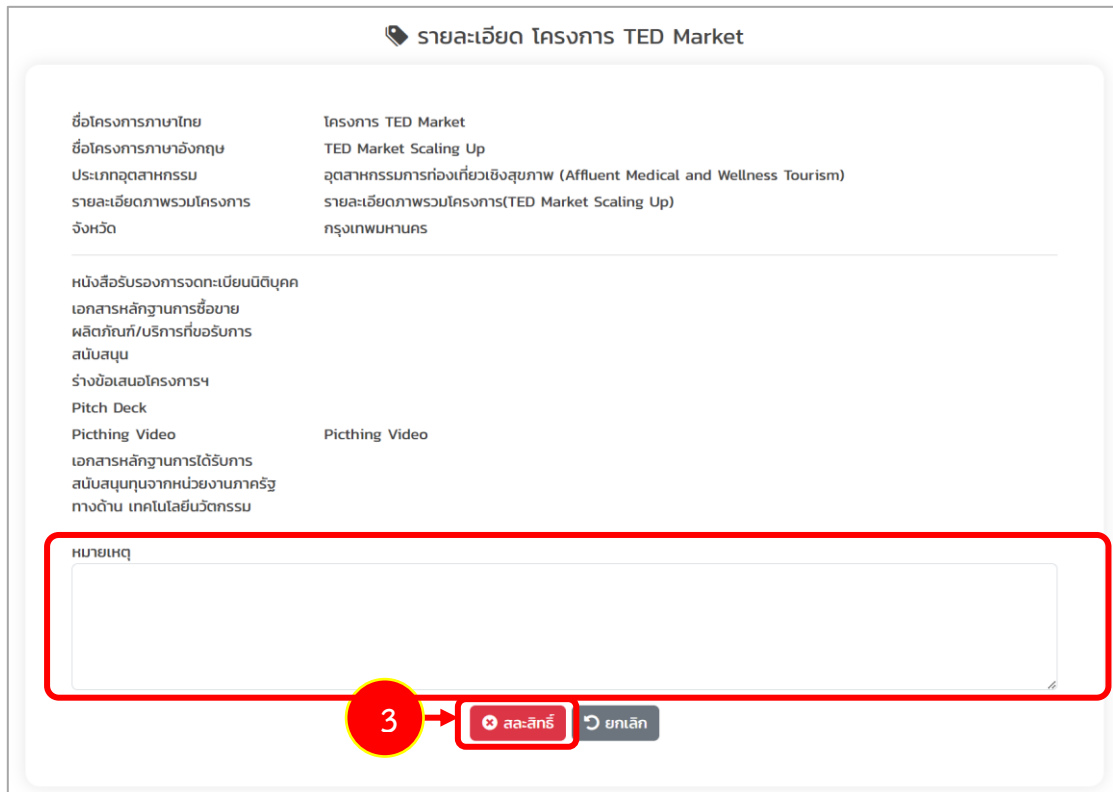 รายละเอียด โครงการ TED Market
ชื่อโครงการภาษาไทย โครงการ TED Market
ชื่อโครงการภาษาอังกฤษ TED Market Scaling Up
ประเภทอุตสาหกรรม อุตสาหกรรมการท่องเที่ยวเชิงสุขภาพ (Affluent Medical and Wellness Tourism)
รายละเอียดภาพรวมโครงการ รายละเอียดภาพรวมโครงการ(TED Market Scaling Up)
จังหวัด กรุงเทพมหานคร
หนังสือรับรองการจดทะเบียนนิติบุคค
เอกสารหลักฐานการซื้อขาย
ผลิตภัณฑ์/บริการที่ขอรับการ
สนับสนุน
ร่างข้อเสนอโครงการฯ
Pitch Deck
Picthing Video Picthing Video
เอกสารหลักฐานการได้รับการ
สนับสนุนทุนจากหน่วยงานภาครัฐ
ทางด้าน เทคโนโลยีนวัตกรรม
หมายเหตุ
3 สละสิทธิ์ ยกเลิก